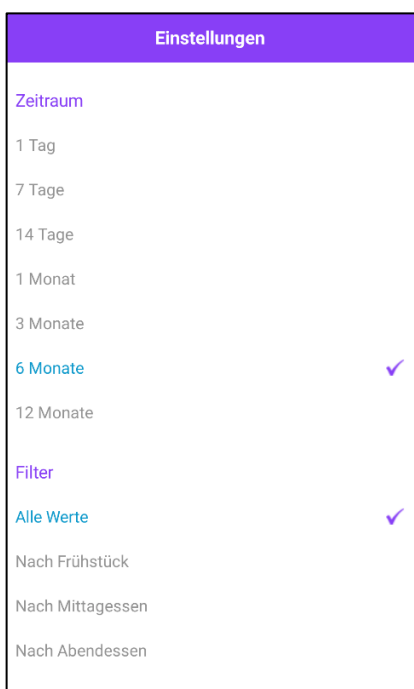 Einstellungen
Zeitraum
1 Tag
7 Tage
14 Tage
1 Monat
3 Monate
6 Monate
12 Monate
Filter
Alle Werte
Nach Frühstück
Nach Mittagessen
Nach Abendessen